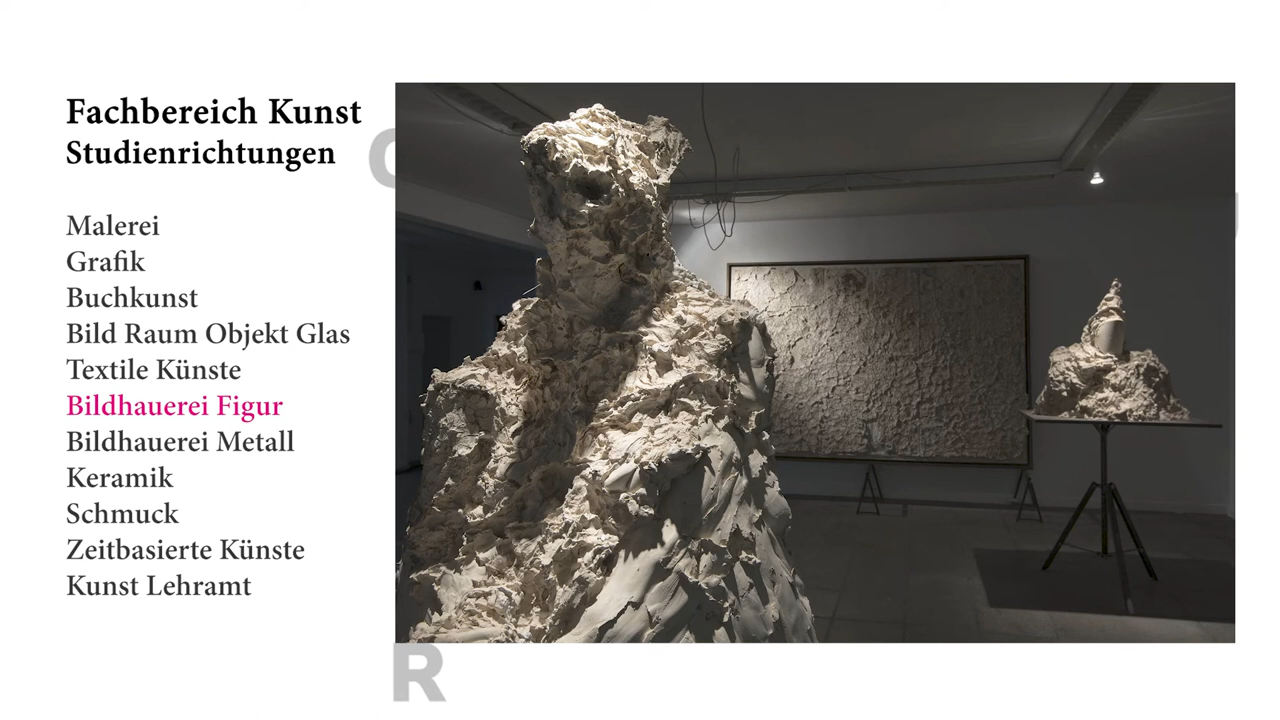 Fachbereich Kunst
Studienrichtungen
Malerei
Grafik
Buchkunst
Bild Raum Objekt Glas
Textile Künste
Bildhauerei Figur
Bildhauerei Metall
Keramik
Schmuck
Zeitbasierte Künste
Kunst Lehramt
R